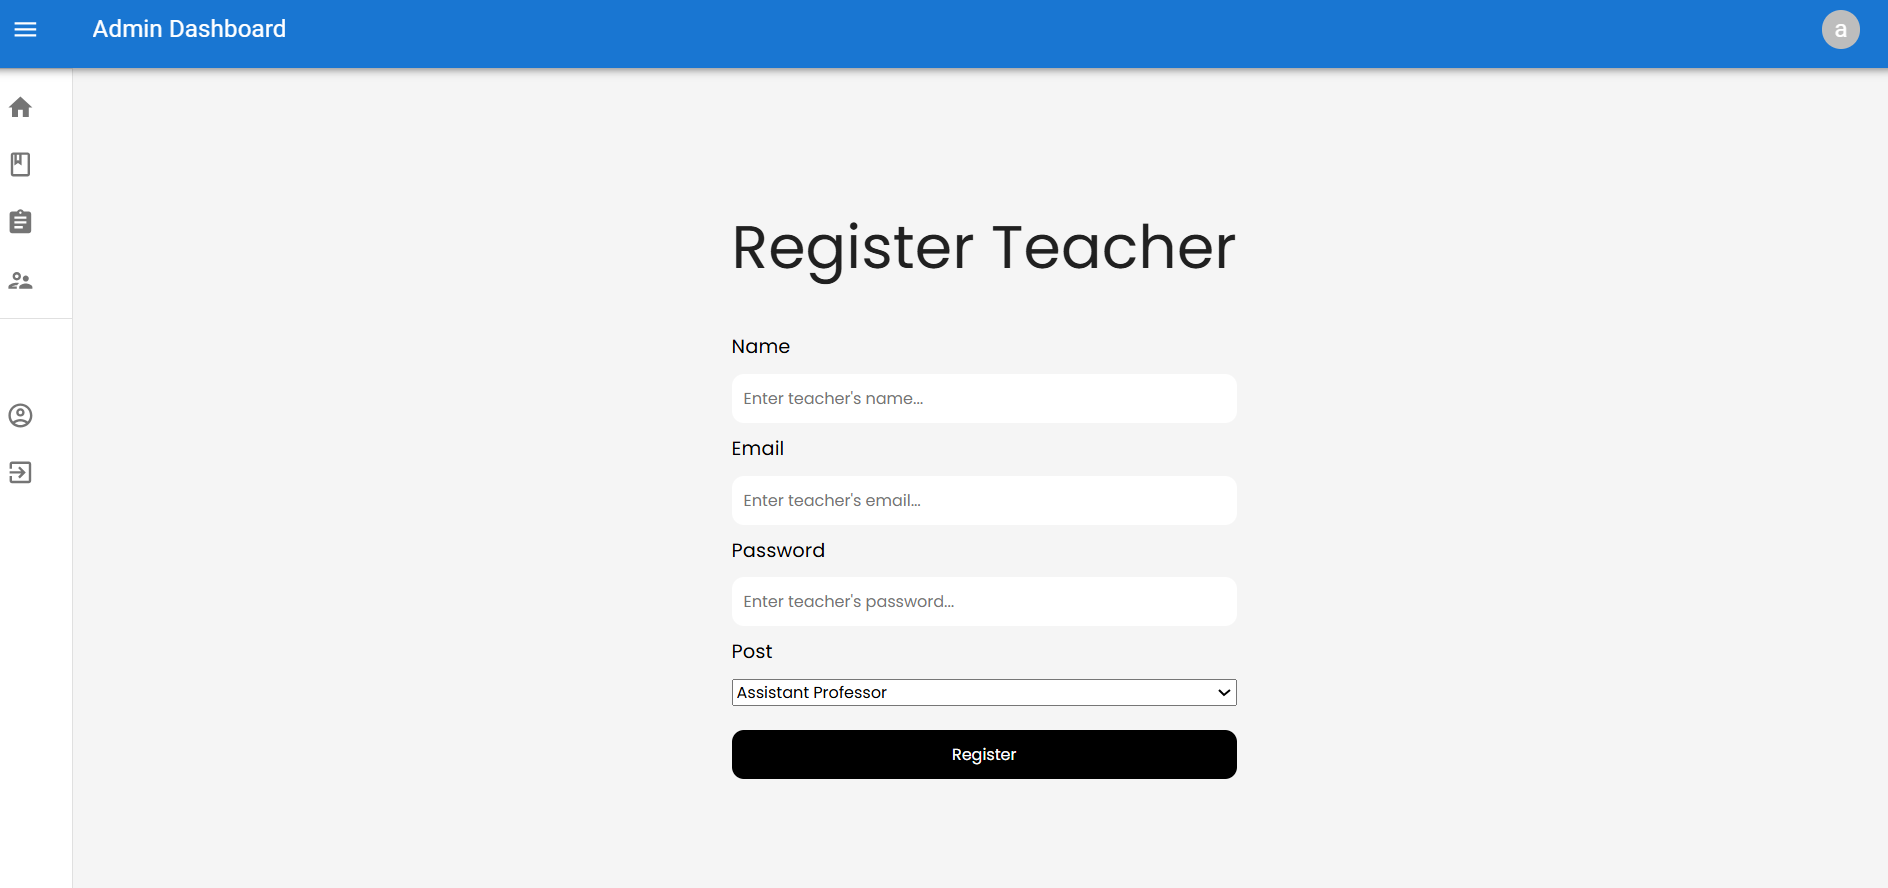 Admin Dashboard
a
Register Teacher
Name
Enter teacher's name...
Email
Enter teacher's email...
Password
Enter teacher's password...
Post
Assistant Professor
Register